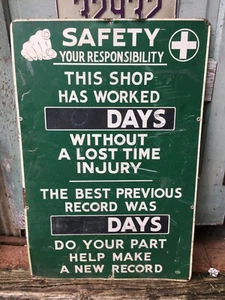 SAFETY
YOUR RESPONSIBILITY
THIS SHOP
HAS WORKED
DAYS
WITHOUT
A LOST TIME
INJURY
THE BEST PREVIOUS
RECORD WAS
DAYS
DO YOUR PART
HELP MAKE
A NEW RECORD